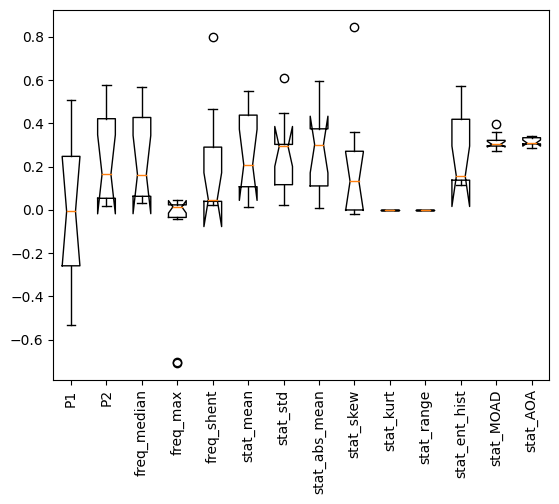 0.8
0.6
0.4
0.2
0.0
−0.2
−0.4
−0.6
P1
P2
freq_median
freq_max
freq_shent
stat_mean
stat_std
stat_abs_mean
stat_skew
stat_kurt
stat_range
stat_ent_hist
stat_MOAD
stat_AOA